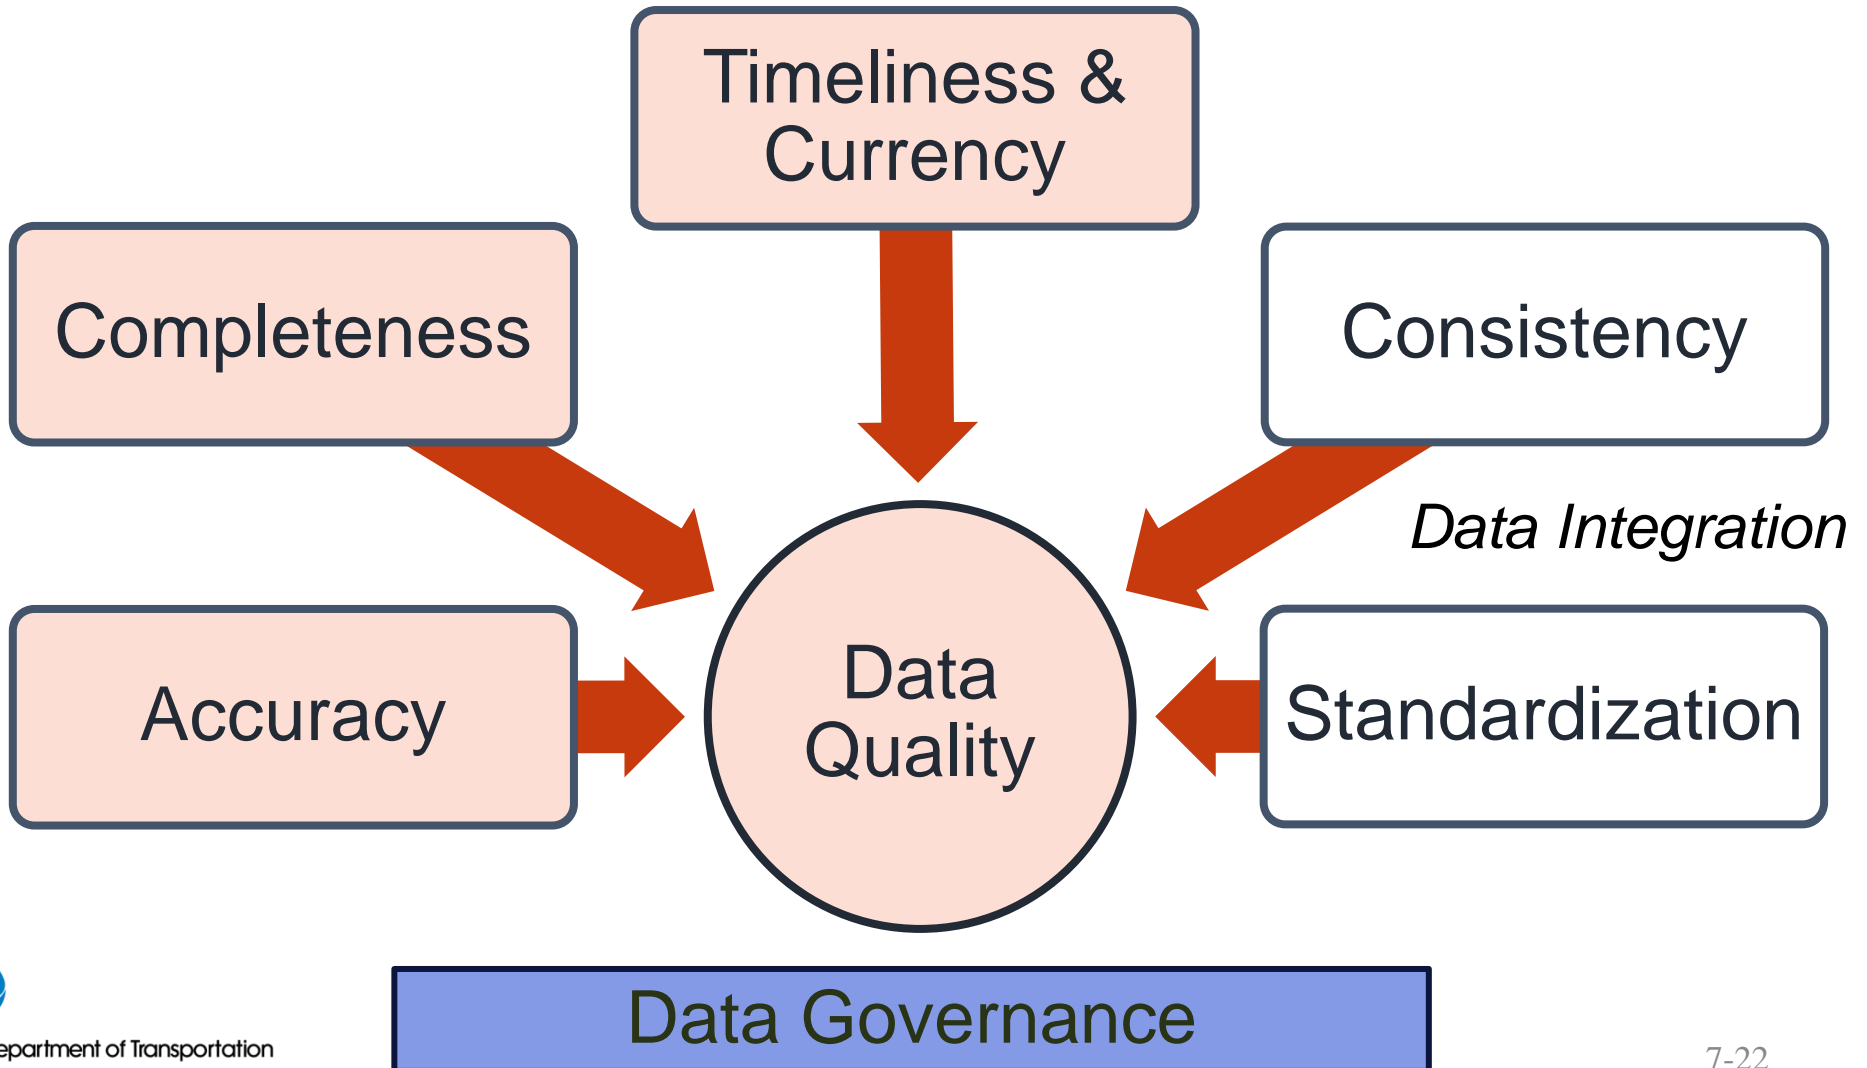 Timeliness &
Currency
Completeness
Consistency
Data Integration
Accuracy
Data
Quality
Standardization
Data Governance
epartment of Transportation
7-22